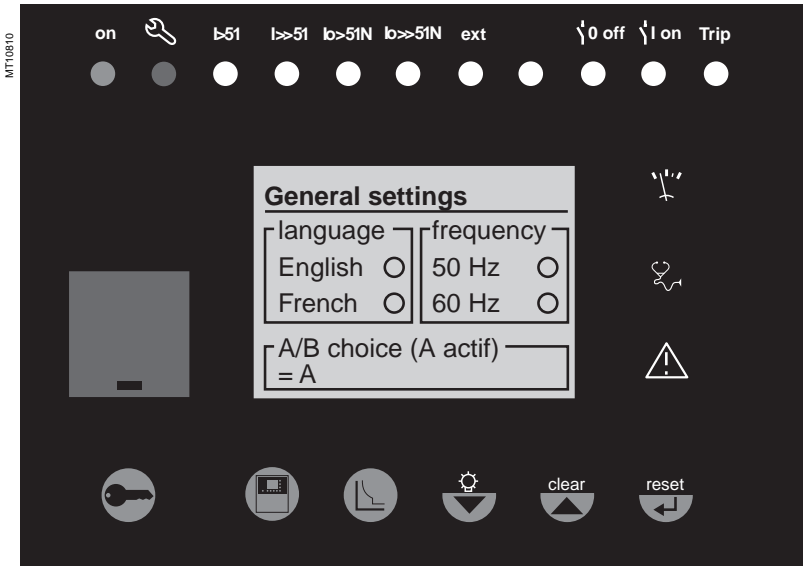 MT10810
on I>51 I>>51 Io>51N Io>>51N ext 0 off I on Trip
General settings
language frequency
English 50 Hz
French 60 Hz
A/B choice (A actif)
= A
clear reset